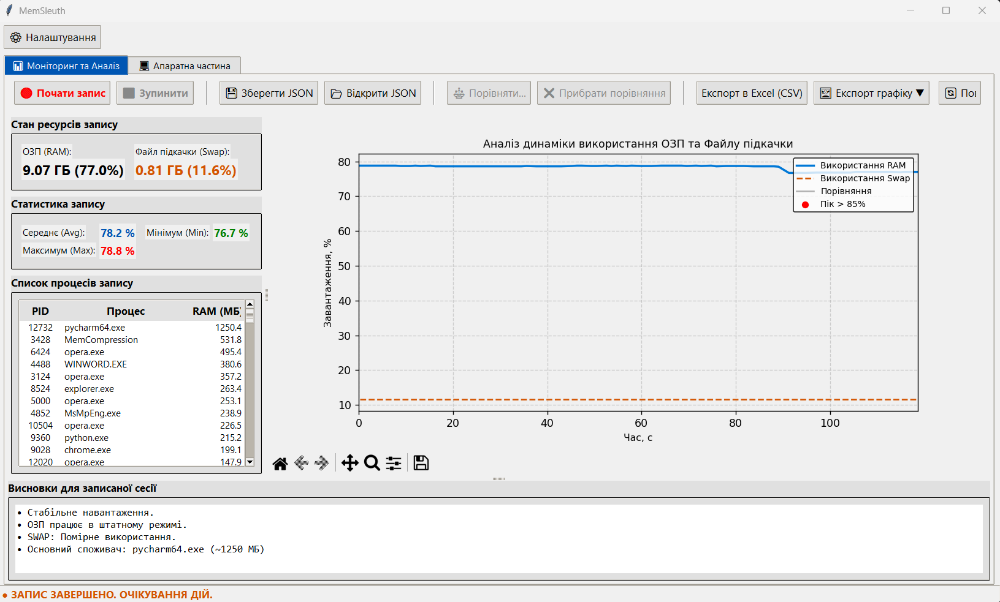 MemSleuth
Налаштування
Моніторинг та Аналіз
Апаратна частина
Почати запис
Зупинити
Зберегти JSON
Відкрити JSON
Порівняти...
Прибрати порівняння
Експорт в Excel (CSV)
Експорт графіку ▼
Стан ресурсів запису
ОЗП (RAM):
Файл підкачки (Swap):
9.07 ГБ (77.0%)
0.81 ГБ (11.6%)
Статистика запису
Середнє (Avg): 78.2 % Мінімум (Min): 76.7 %
Максимум (Max): 78.8 %
Список процесів запису
PID Процес RAM (МБ)
12732 pycharm64.exe 1250.4
3428 MemCompression 531.8
6424 opera.exe 495.4
4488 WINWORD.EXE 380.6
3124 opera.exe 357.2
8524 explorer.exe 263.4
5000 opera.exe 253.1
4852 MsMpEng.exe 238.9
10504 opera.exe 226.5
9360 python.exe 215.2
9028 chrome.exe 199.1
12020 opera.exe 147.9
Аналіз динаміки використання ОЗП та Файлу підкачки
Завантаження, %
80
70
60
50
40
30
20
10
0 20 40 60 80 100
Час, с
Використання RAM
Використання Swap
Порівняння
Пік > 85%
Висновки для записаної сесії
• Стабільне навантаження.
• ОЗП працює в штатному режимі.
• SWAP: Помірне використання.
• Основний споживач: pycharm64.exe (~1250 МБ)
● ЗАПИС ЗАВЕРШЕНО. ОЧІКУВАННЯ ДІЙ.